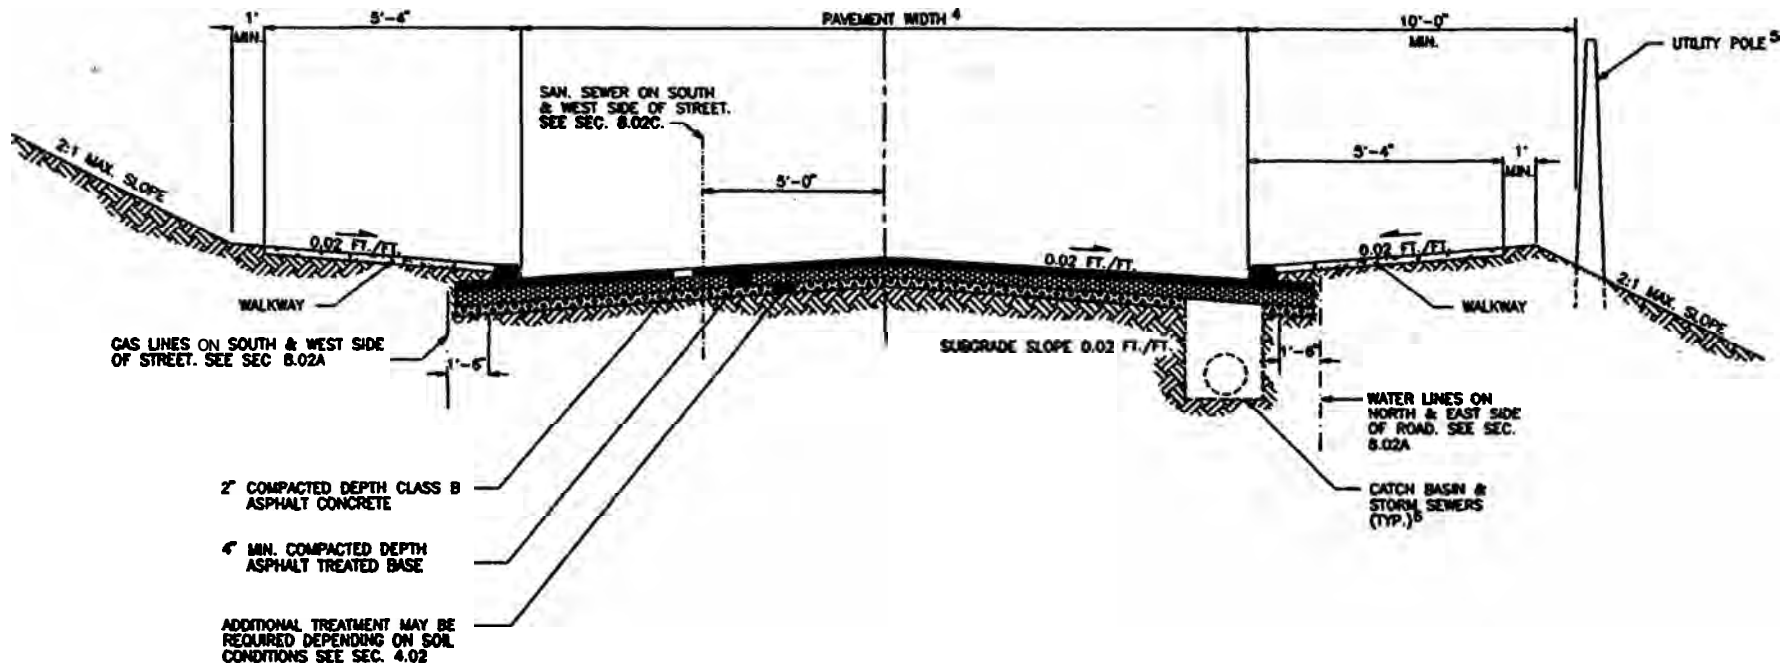 1'
MIN.
5'-4"
PAVEMENT WIDTH 4
10'-0"
MIN.
UTILITY POLE 5
SAN. SEWER ON SOUTH
& WEST SIDE OF STREET.
SEE SEC. 8.02C.
5'-4"
1'
MIN.
5'-0"
2:1 MAX. SLOPE
0.02 FT./FT.
0.02 FT./FT.
0.02 FT./FT.
WALKWAY
WALKWAY
2:1 MAX. SLOPE
GAS LINES ON SOUTH & WEST SIDE
OF STREET. SEE SEC 8.02A
1'-6"
SUBGRADE SLOPE 0.02 FT./FT.
1'-6"
WATER LINES ON
NORTH & EAST SIDE
OF ROAD. SEE SEC.
8.02A
2" COMPACTED DEPTH CLASS B
ASPHALT CONCRETE
CATCH BASIN &
STORM SEWERS
(TYP.)
4" MIN. COMPACTED DEPTH
ASPHALT TREATED BASE
ADDITIONAL TREATMENT MAY BE
REQUIRED DEPENDING ON SOIL
CONDITIONS SEE SEC. 4.02